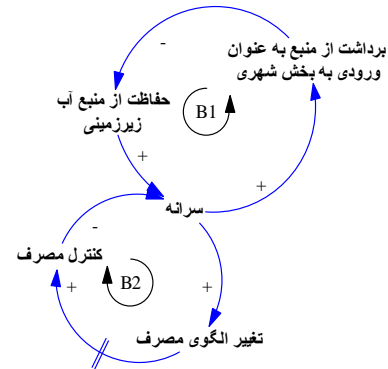 برداشت از منبع به عنوان
ورودی به بخش شهری
-
حفاظت از منبع آب
زیرزمینی
B1
+
+
سرانه
-
کنترل مصرف
+
B2
+
تغییر الگوی مصرف